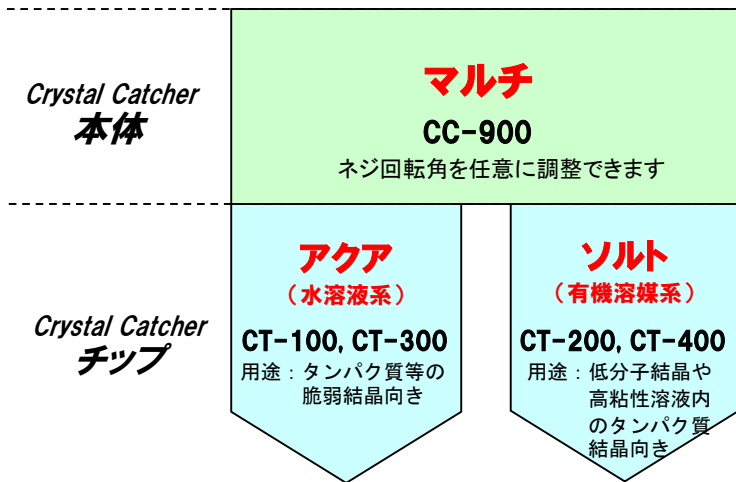 Crystal Catcher
本体
マルチ
CC-900
ネジ回転角を任意に調整できます
Crystal Catcher
チップ
アクア
（水溶液系）
CT-100, CT-300
用途：タンパク質等の
脆弱結晶向き
ソルト
（有機溶媒系）
CT-200, CT-400
用途：低分子結晶や
高粘性溶液内
のタンパク質
結晶向き